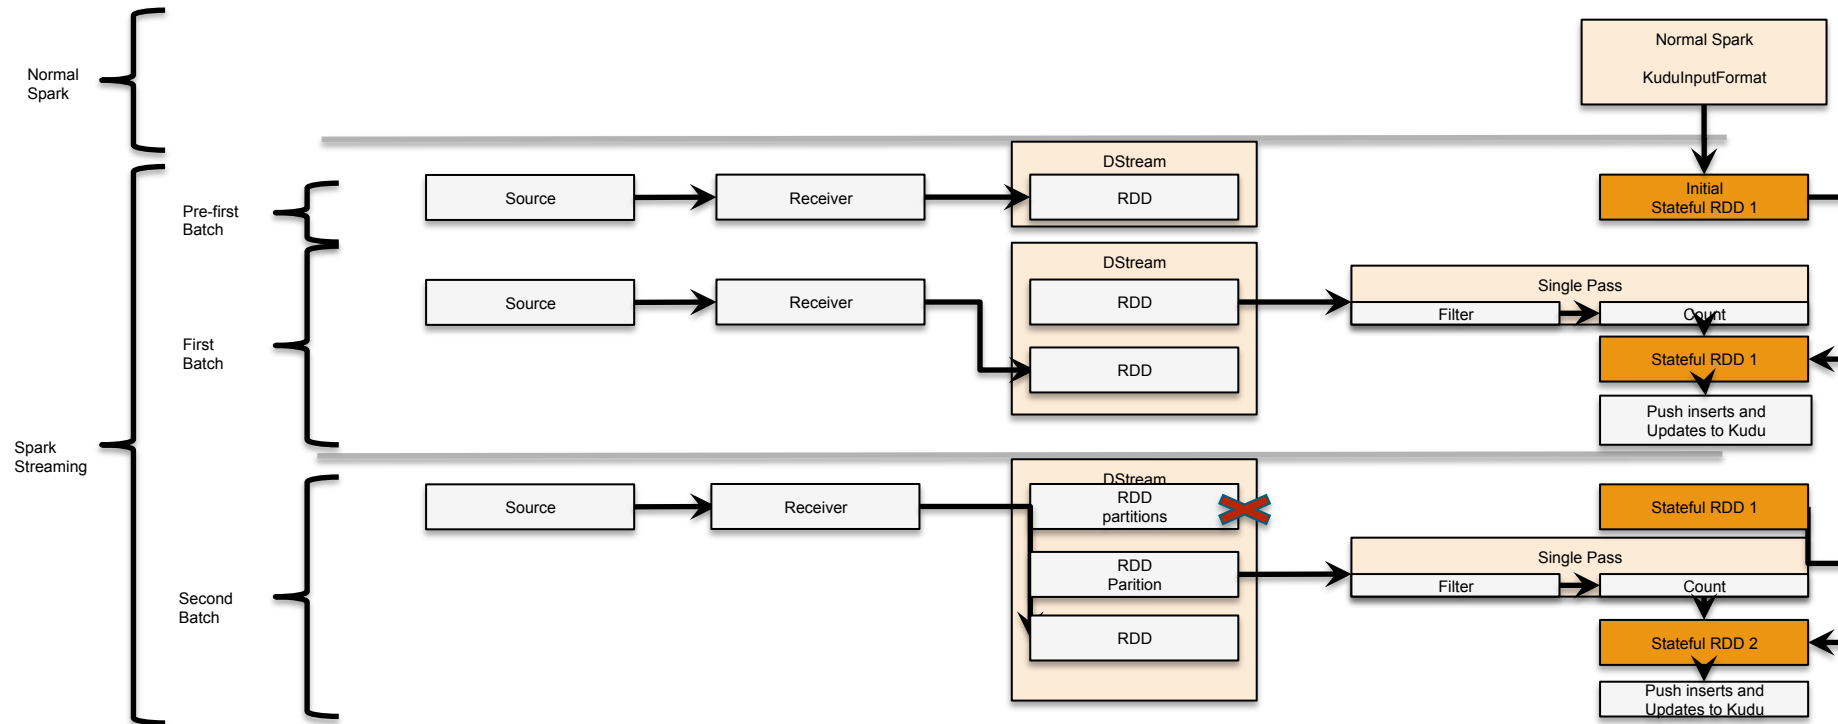 Normal
Spark
Normal Spark
KuduInputFormat
Spark
Streaming
Pre-first
Batch
Source
Receiver
DStream
RDD
Initial
Stateful RDD 1
First
Batch
Source
Receiver
DStream
RDD
RDD
Single Pass
Filter
Count
Stateful RDD 1
Push inserts and
Updates to Kudu
Second
Batch
Source
Receiver
DStream
RDD
partitions
RDD
Parition
RDD
Stateful RDD 1
Single Pass
Filter
Count
Stateful RDD 2
Push inserts and
Updates to Kudu